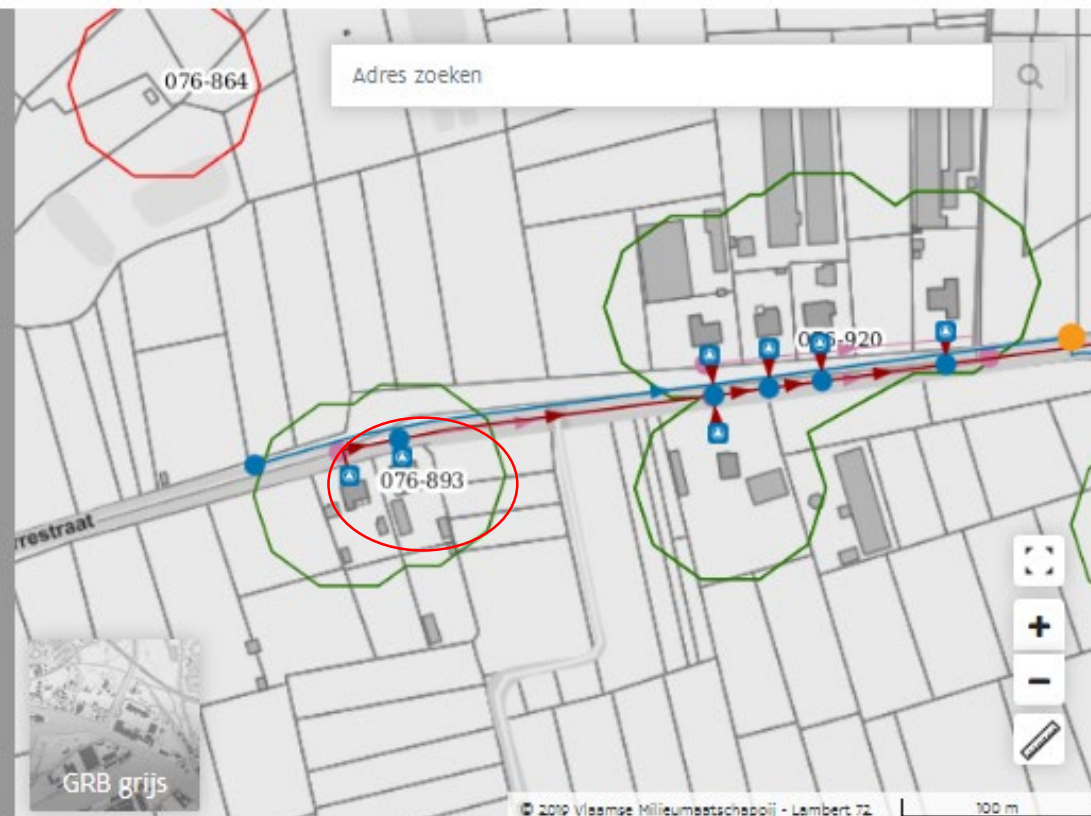 076-864
Adres zoeken
076-920
076-893
rrestraat
GRB grijs
© 2019 Vlaamse Milieumaatschappij - Lambert 72
100 m